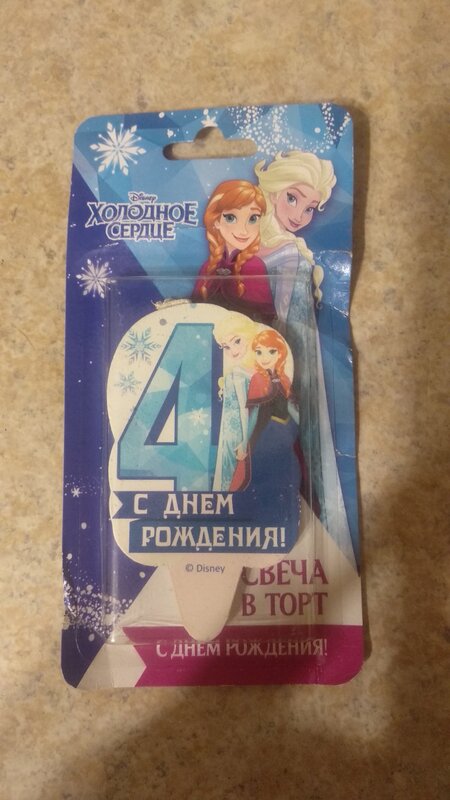 Disney
ХОЛОДНОЕ
СЕРДЦЕ
4
С ДНЕМ
РОЖДЕНИЯ!
© Disney
СВЕЧА
В ТОРТ
С ДНЕМ РОЖДЕНИЯ!